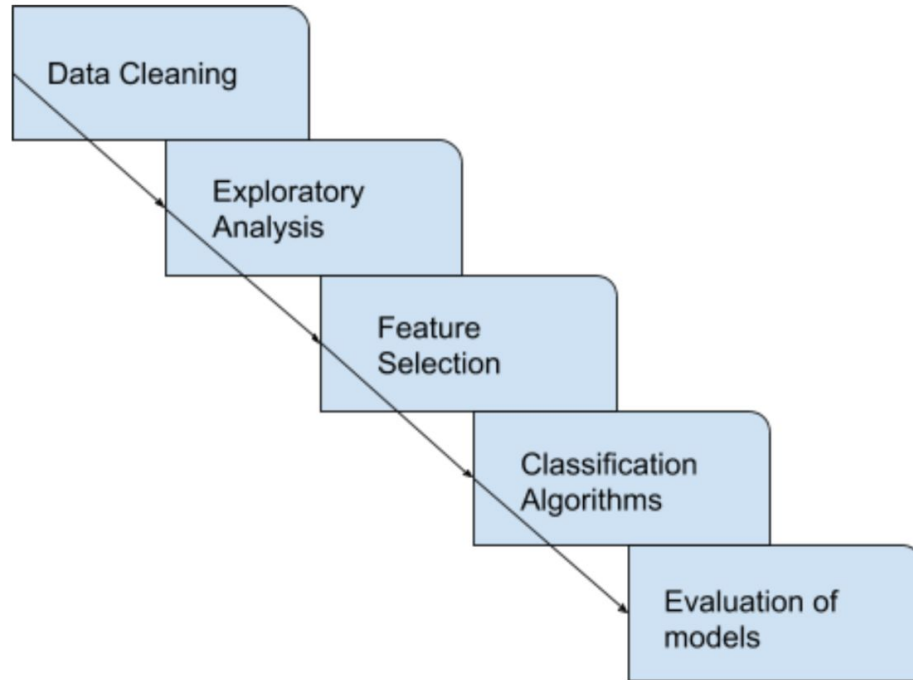 Data Cleaning
Exploratory
Analysis
Feature
Selection
Classification
Algorithms
Evaluation of
models